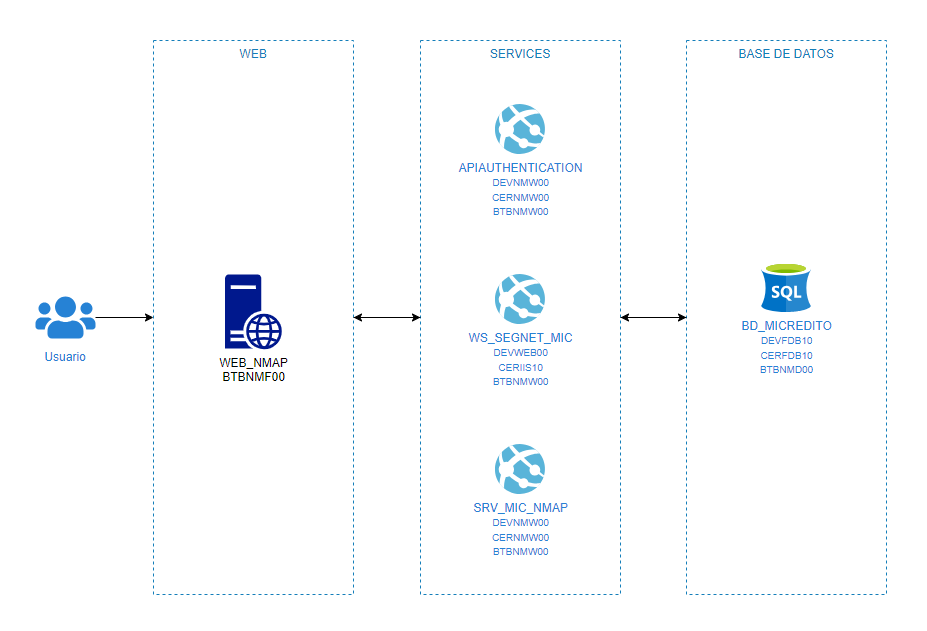 WEB
SERVICES
BASE DE DATOS
APIAUTHENTICATION
DEVNMW00
CERNMW00
BTBNMW00
Usuario
WEB_NMAP
BTBNMF00
WS_SEGNET_MIC
DEVWEB00
CERIIS10
BTBNMW00
SQL
BD_MICREDITO
DEVFDB10
CERFDB10
BTBNMD00
SRV_MIC_NMAP
DEVNMW00
CERNMW00
BTBNMW00